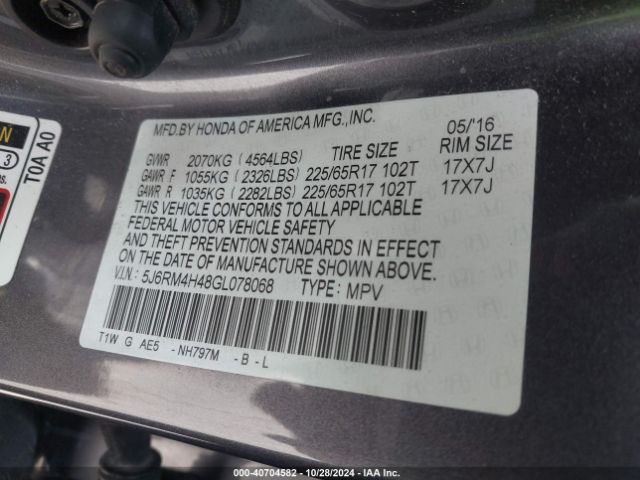 MFD.BY HONDA OF AMERICA MFG.,INC. 05/'16
GVWR 2070KG ( 4564LBS) TIRE SIZE RIM SIZE
GAWR F 1055KG ( 2326LBS) 225/65R17 102T 17X7J
GAWR R 1035KG ( 2282LBS) 225/65R17 102T 17X7J
THIS VEHICLE CONFORMS TO ALL APPLICABLE
FEDERAL MOTOR VEHICLE SAFETY
AND THEFT PREVENTION STANDARDS IN EFFECT
ON THE DATE OF MANUFACTURE SHOWN ABOVE.
V.I.N.: 5J6RM4H48GL078068 TYPE: MPV
T1W G AE5 -NH797M -B-L
T0A A0
N
3
s.
000-40704582 - 10/28/2024 - IAA Inc.